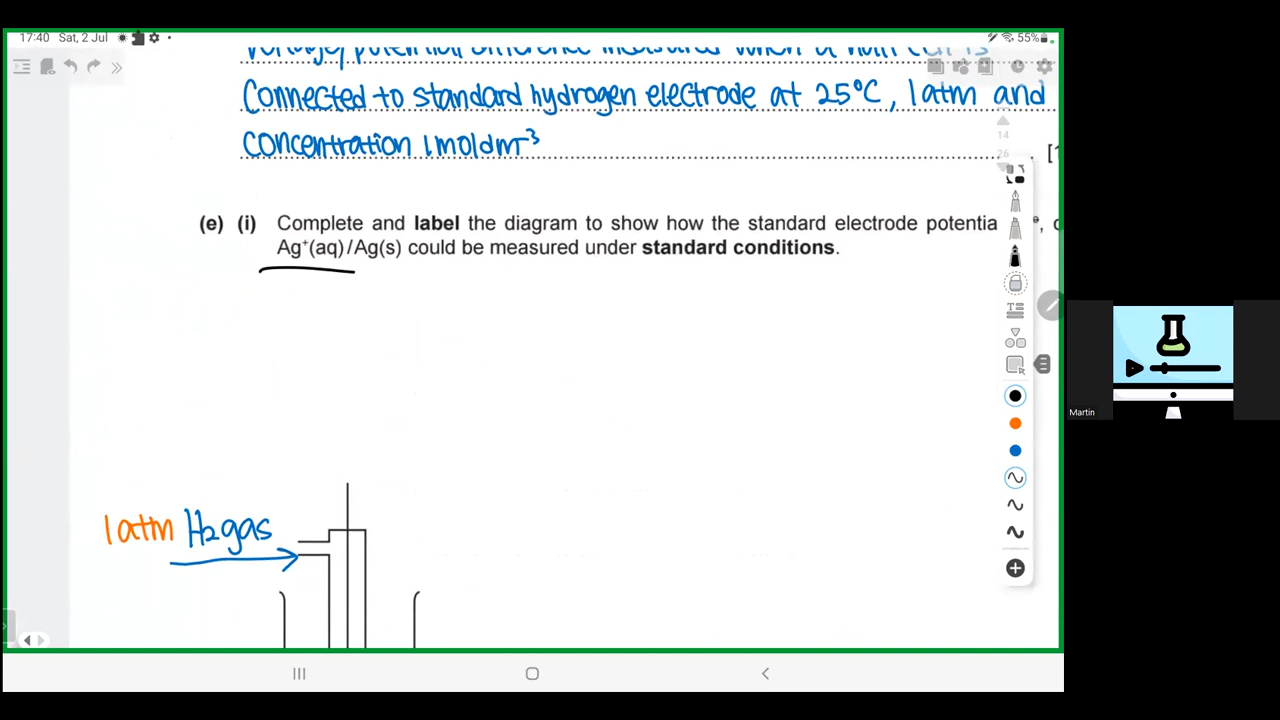 17:40 Sat, 2 Jul
55%
Connected to standard hydrogen electrode at 25°C, 1atm and
concentration 1moldm⁻³
14
26
(e) (i) Complete and label the diagram to show how the standard electrode potentia
Ag⁺(aq)/Ag(s) could be measured under standard conditions.
1atm H₂gas
Martin